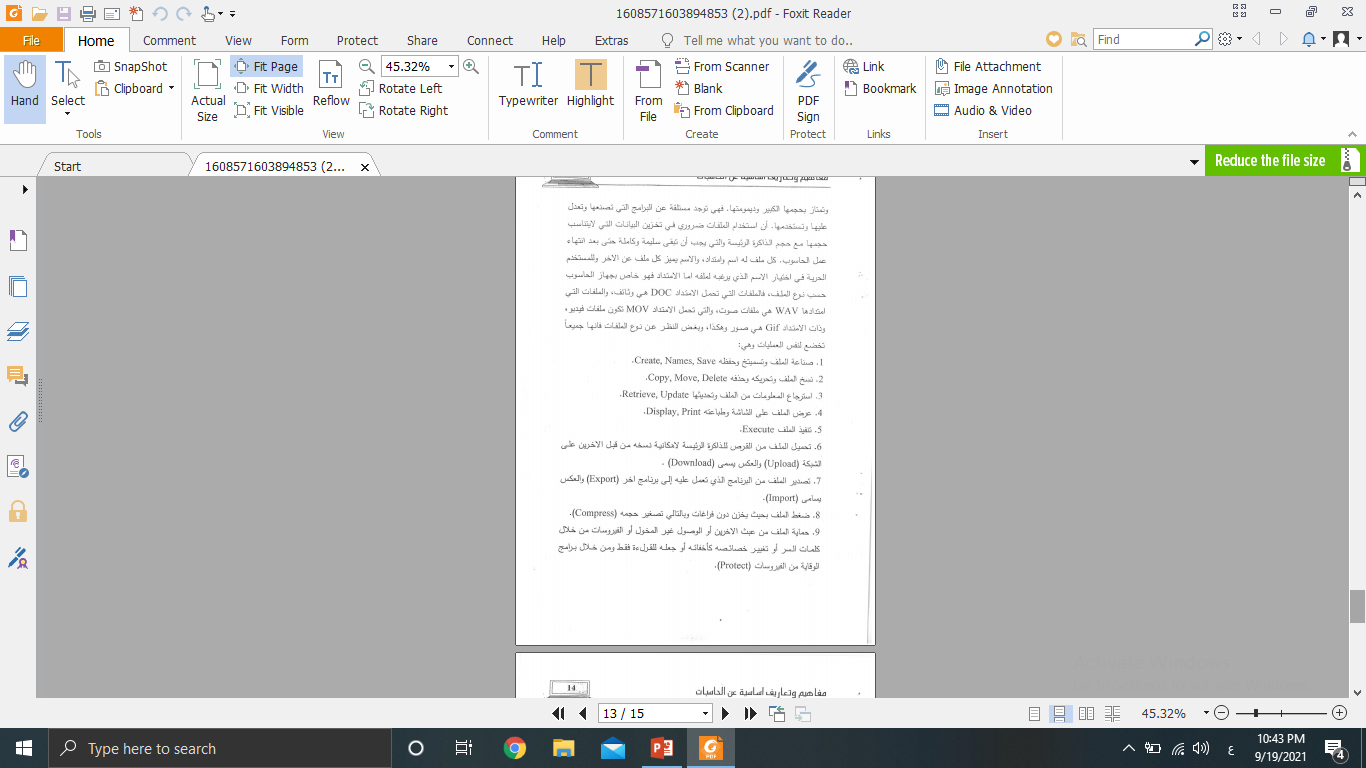 1608571603894853 (2).pdf - Foxit Reader
File Home Comment View Form Protect Share Connect Help Extras Tell me what you want to do.. Find
Hand
Select
SnapShot
Clipboard
Tools
Actual Size
Fit Page
Fit Width
Fit Visible
Reflow
45.32%
Rotate Left
Rotate Right
View
Typewriter
Highlight
Comment
From File
From Scanner
Blank
From Clipboard
Create
PDF Sign
Protect
Link
Bookmark
Links
File Attachment
Image Annotation
Audio & Video
Insert
Start
1608571603894853 (2...
Reduce the file size
مفاهيم وتعاريف اساسية عن الحاسبات
وتمتاز بحجمها الكبير وديمومتها. فهي توجد مستقلة عن البرامج التي تصنعها وتعدل
عليها وتستخدمها. أن استخدام الملفات ضروري في تخزين البيانات التي لايتناسب
حجمها مع حجم الذاكرة الرئيسة والتي يجب أن تبقى سليمة وكاملة حتى بعد انتهاء
عمل الحاسوب. كل ملف له اسم وامتداد، والاسم يميز كل ملف عن الاخر وللمستخدم
الحرية في اختيار الاسم الذي يرغبه لملفه اما الامتداد فهو خاص بجهاز الحاسوب
حسب نوع الملف، فالملفات التي تحمل الامتداد DOC هي وثائف، والملفات التي
امتدادها WAV هي ملفات صوت، والتي تحمل الامتداد MOV تكون ملفات فيديو،
وذات الامتداد Gif هي صور وهكذا، وبغض النظر عن نوع الملفات فانها جميعاً
تخضع لنفس العمليات وهي:
1. صناعة الملف وتسميتخ وحفظه Create, Names, Save.
2. نسخ الملف وتحريكه وحذفه Copy, Move, Delete.
3. استرجاع المعلومات من الملف وتحديثها Retrieve, Update.
4. عرض الملف على الشاشة وطباعته Display, Print.
5. تنفيذ الملف Execute.
6. تحميل الملف من القرص للذاكرة الرئيسة لامكانية نسخه من قبل الاخرين على
الشبكة (Upload) والعكس يسمى (Download) .
7. تصدير الملف من البرنامج الذي تعمل عليه إلى برنامج اخر (Export) والعكس
يسامى (Import).
8. ضغط الملف بحيث يخزن دون فراغات وبالتالي تصغير حجمه (Compress).
9. حماية الملف من عبث الاخرين أو الوصول غير المخول أو الفيروسات من خلال
كلمات السر أو تغيير خصائصه كأخفائه أو جعله للقراءة فقط ومن خلال برامج
الوقاية من الفيروسات (Protect).
14
مفاهيم وتعاريف أساسية عن الحاسبات
13 / 15
45.32%
Type here to search
ع
10:43 PM
9/19/2021
4